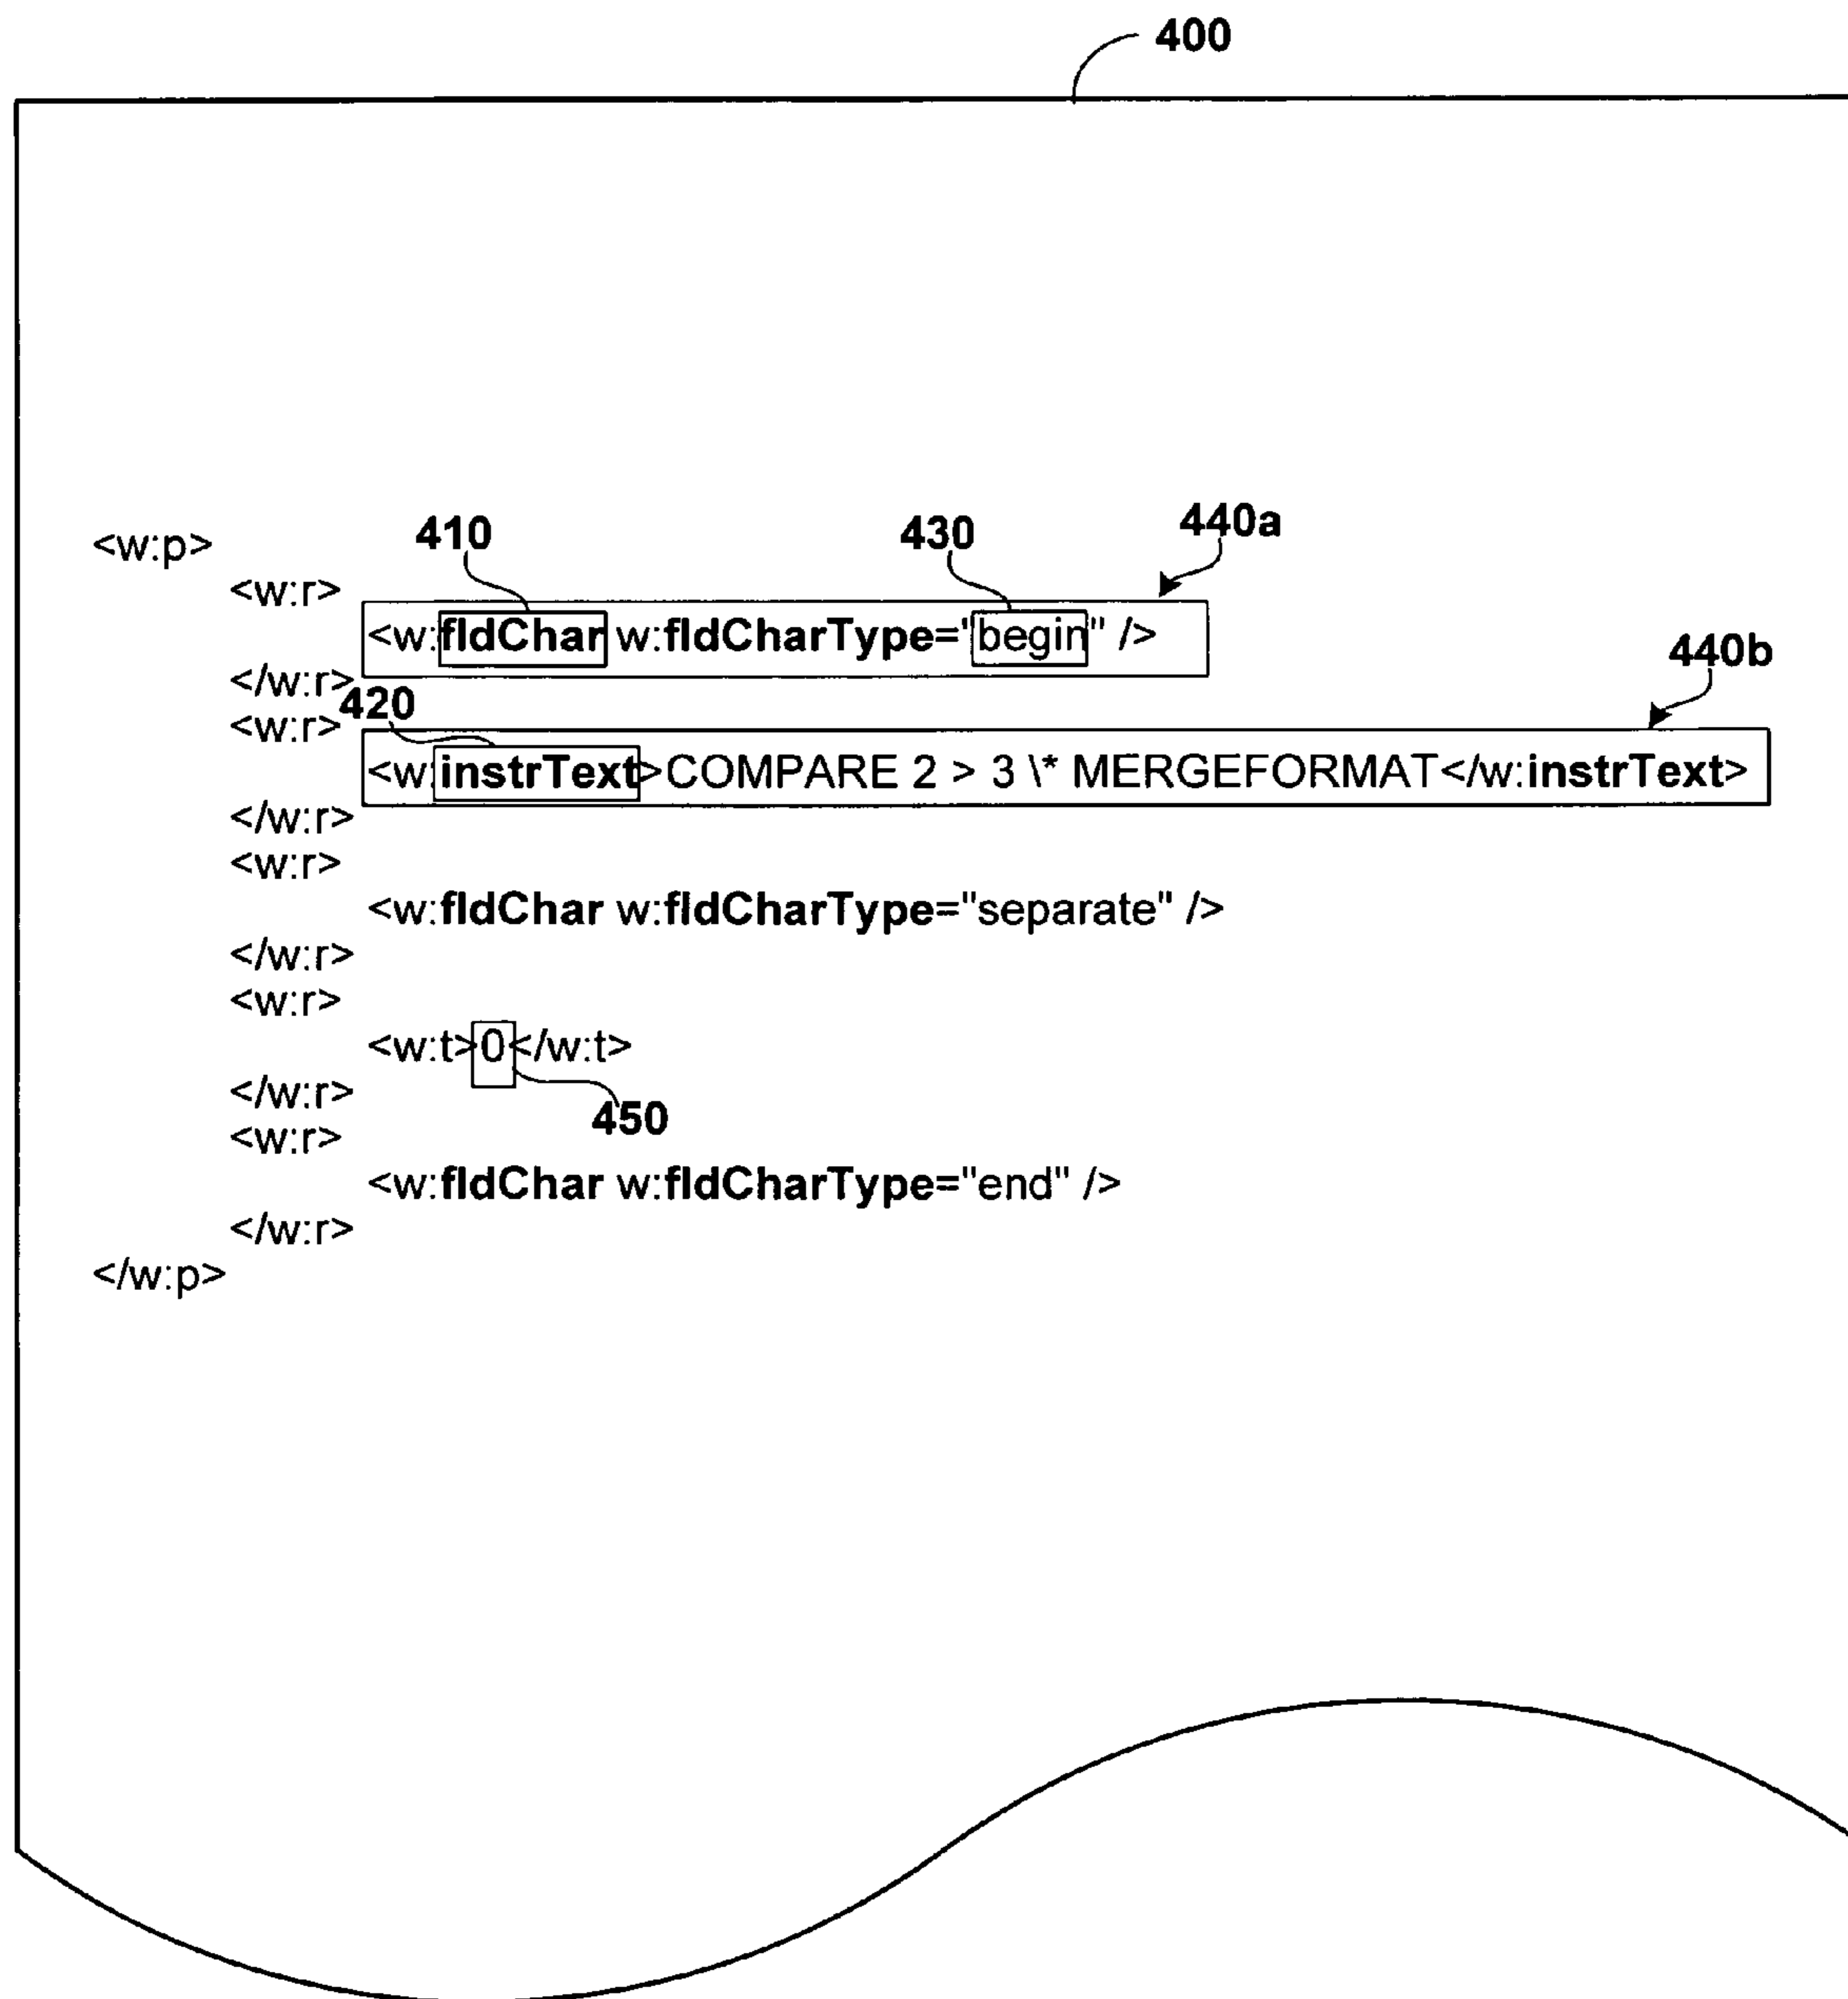 400
410 430 440a
<w:p>
<w:r>
<w:fldChar w:fldCharType="begin" />
440b
</w:r>
420
<w:r>
<w:instrText>COMPARE 2 > 3 \* MERGEFORMAT</w:instrText>
</w:r>
<w:r>
<w:fldChar w:fldCharType="separate" />
</w:r>
<w:r>
<w:t>0</w:t>
</w:r>
450
<w:r>
<w:fldChar w:fldCharType="end" />
</w:r>
</w:p>